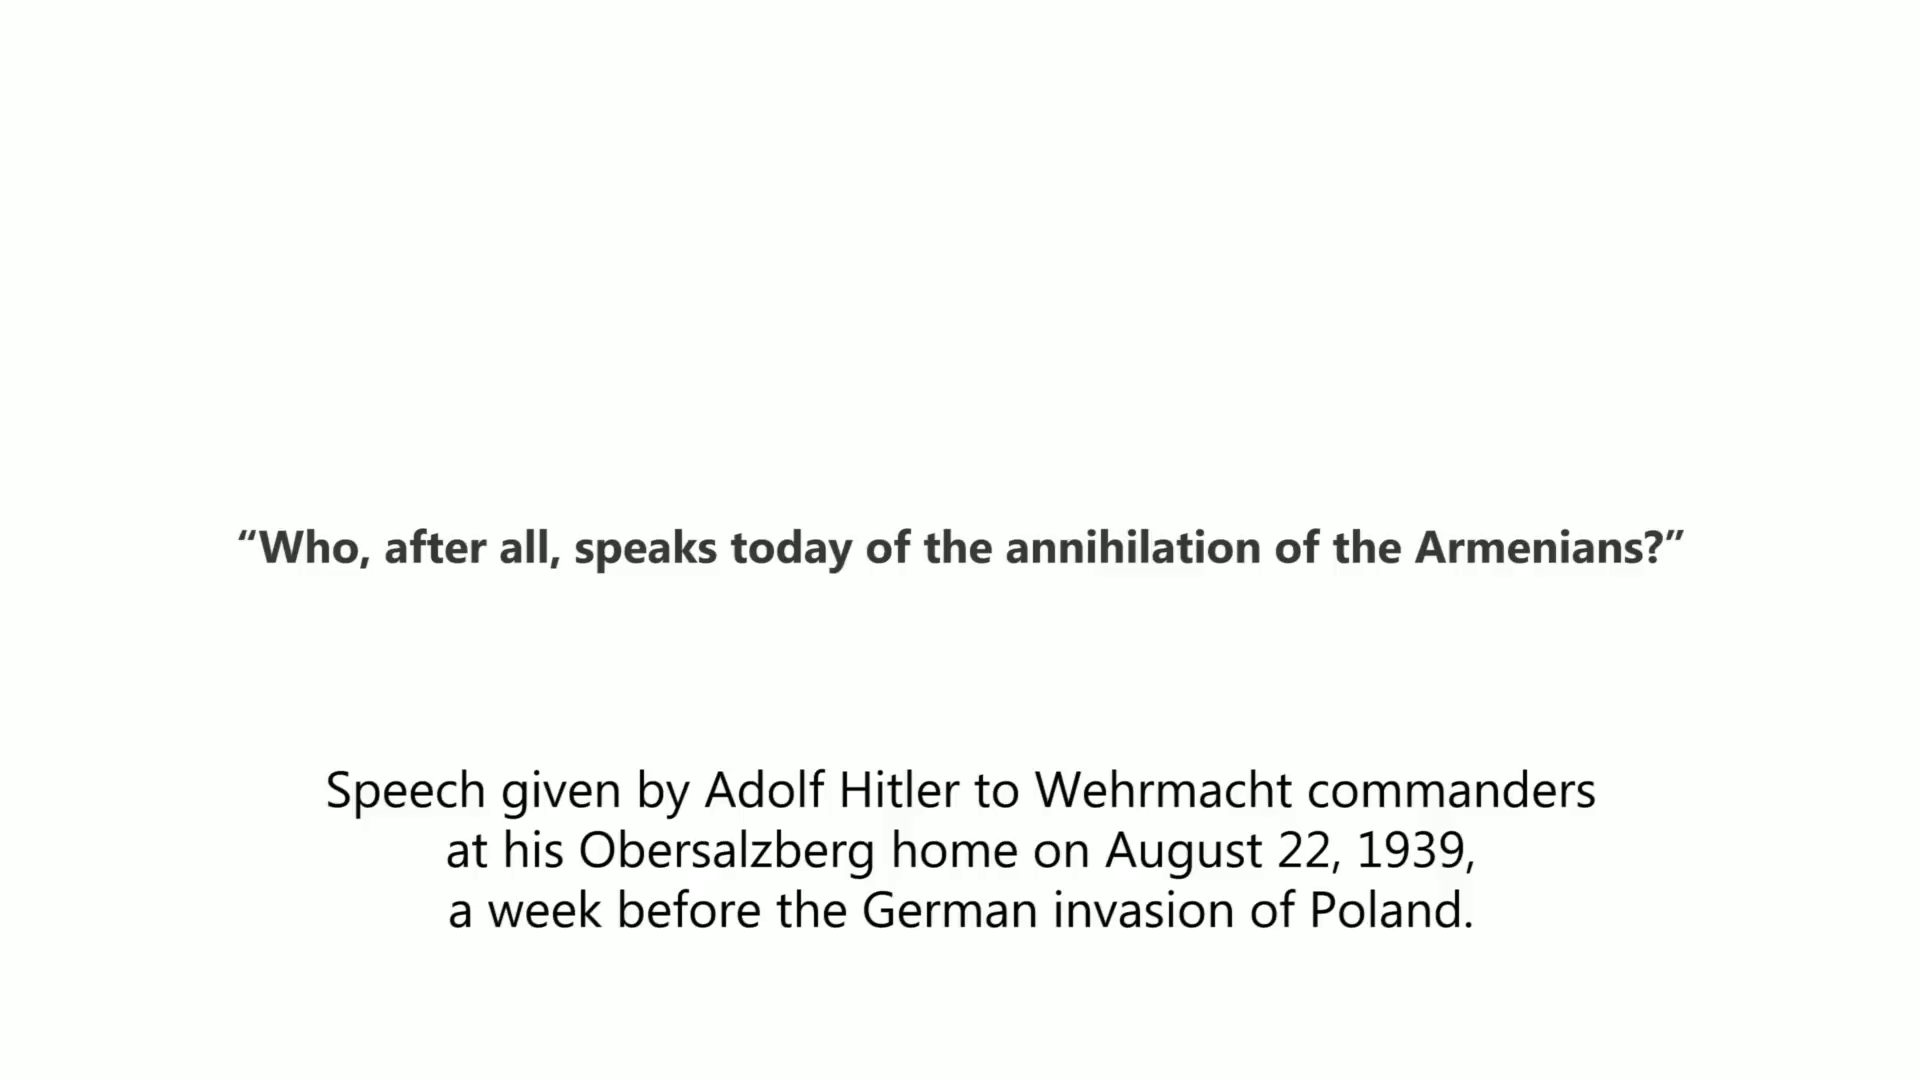 “Who, after all, speaks today of the annihilation of the Armenians?”
Speech given by Adolf Hitler to Wehrmacht commanders
at his Obersalzberg home on August 22, 1939,
a week before the German invasion of Poland.